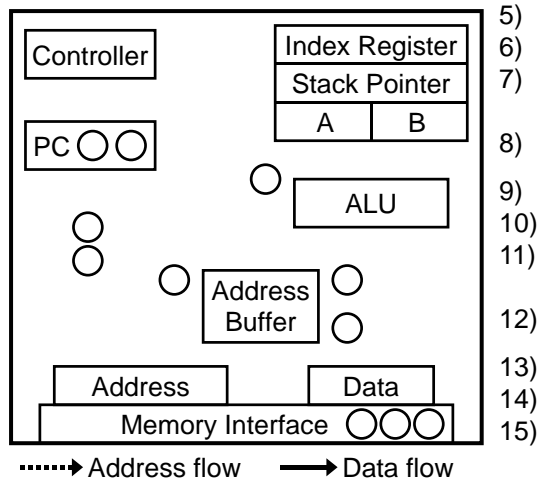 Controller
Index Register
Stack Pointer
A B
PC
ALU
Address
Buffer
Address
Data
Memory Interface
Address flow
Data flow
5)
6)
7)
8)
9)
10)
11)
12)
13)
14)
15)